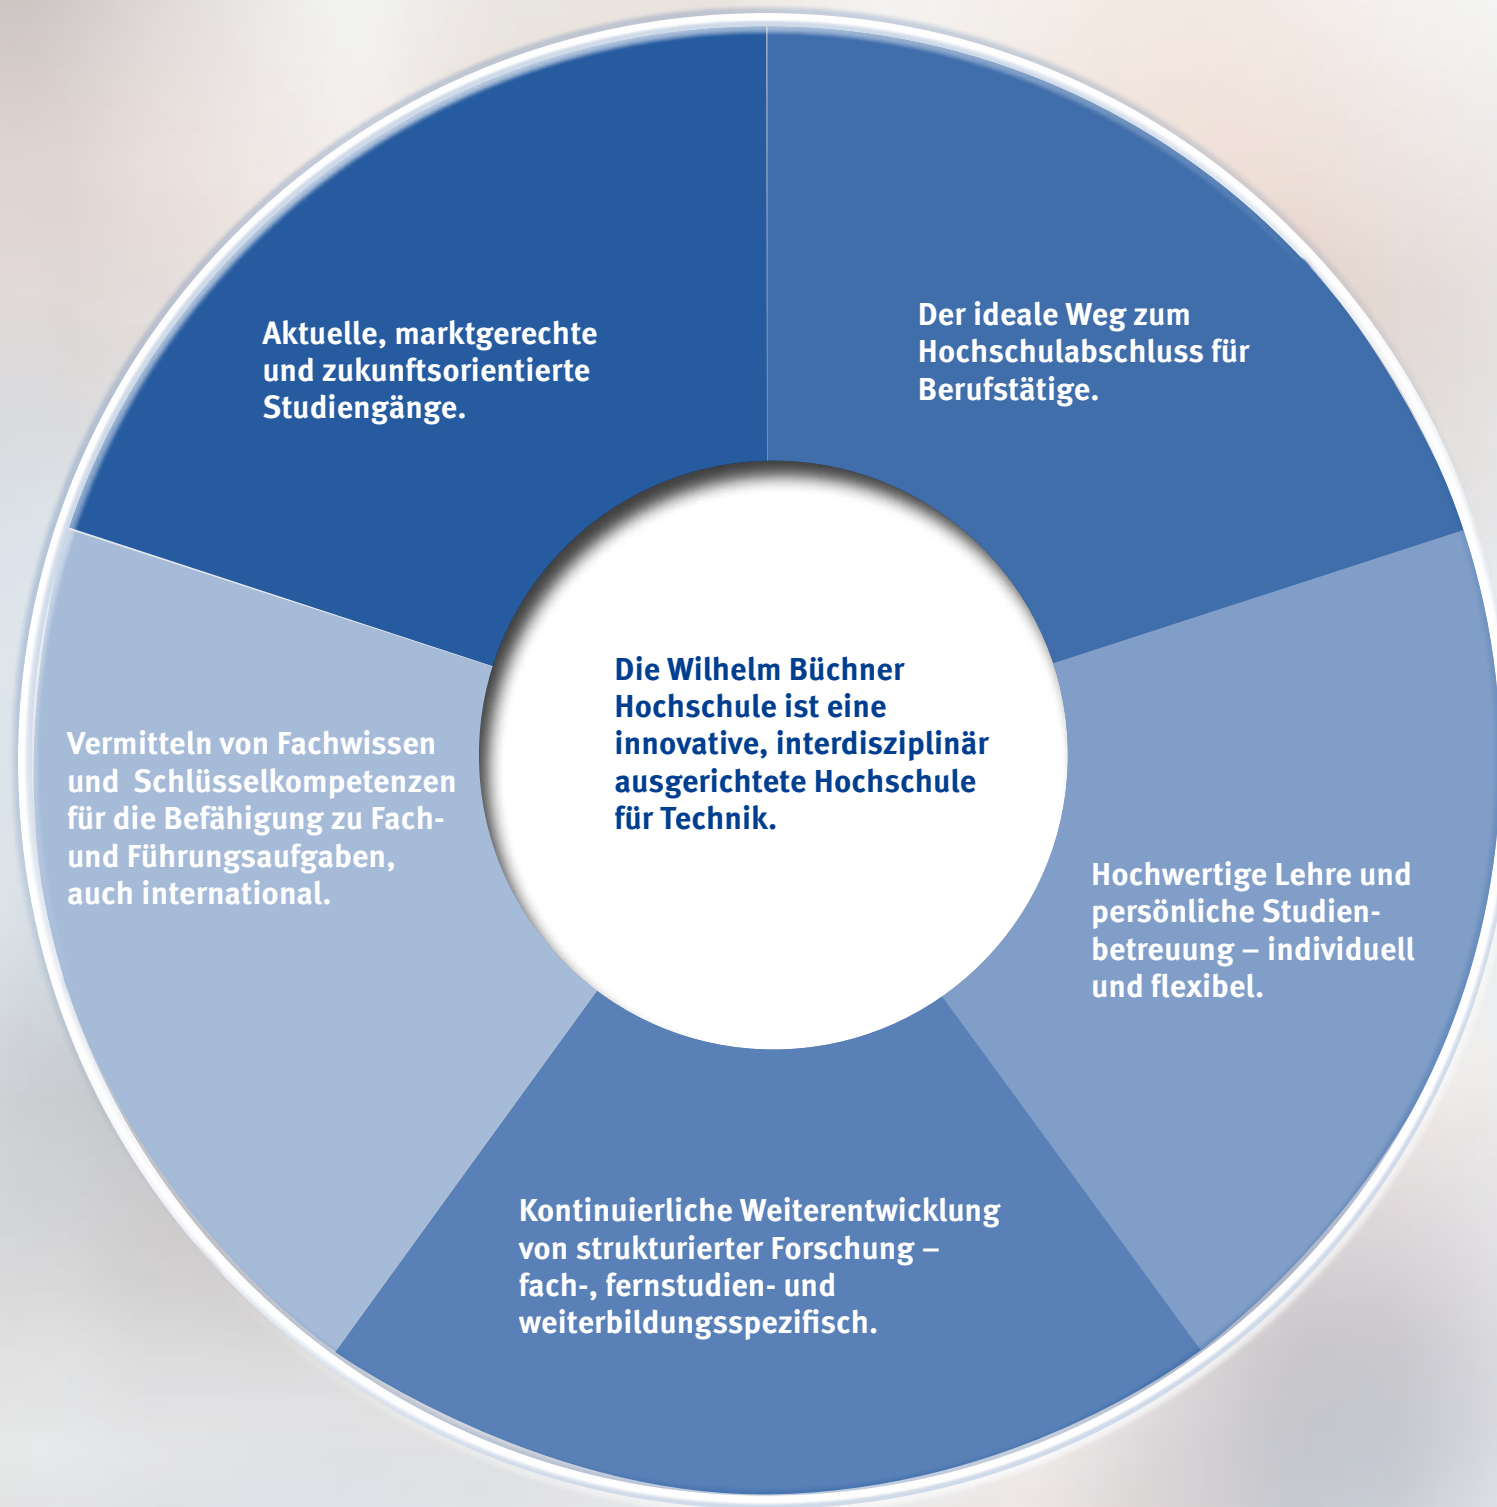 Aktuelle, marktgerechte
und zukunftsorientierte
Studiengänge.
Der ideale Weg zum
Hochschulabschluss für
Berufstätige.
Die Wilhelm Büchner
Hochschule ist eine
innovative, interdisziplinär
ausgerichtete Hochschule
für Technik.
Vermitteln von Fachwissen
und Schlüsselkompetenzen
für die Befähigung zu Fach-
und Führungsaufgaben,
auch international.
Hochwertige Lehre und
persönliche Studien-
betreuung – individuell
und flexibel.
Kontinuierliche Weiterentwicklung
von strukturierter Forschung –
fach-, fernstudien- und
weiterbildungsspezifisch.